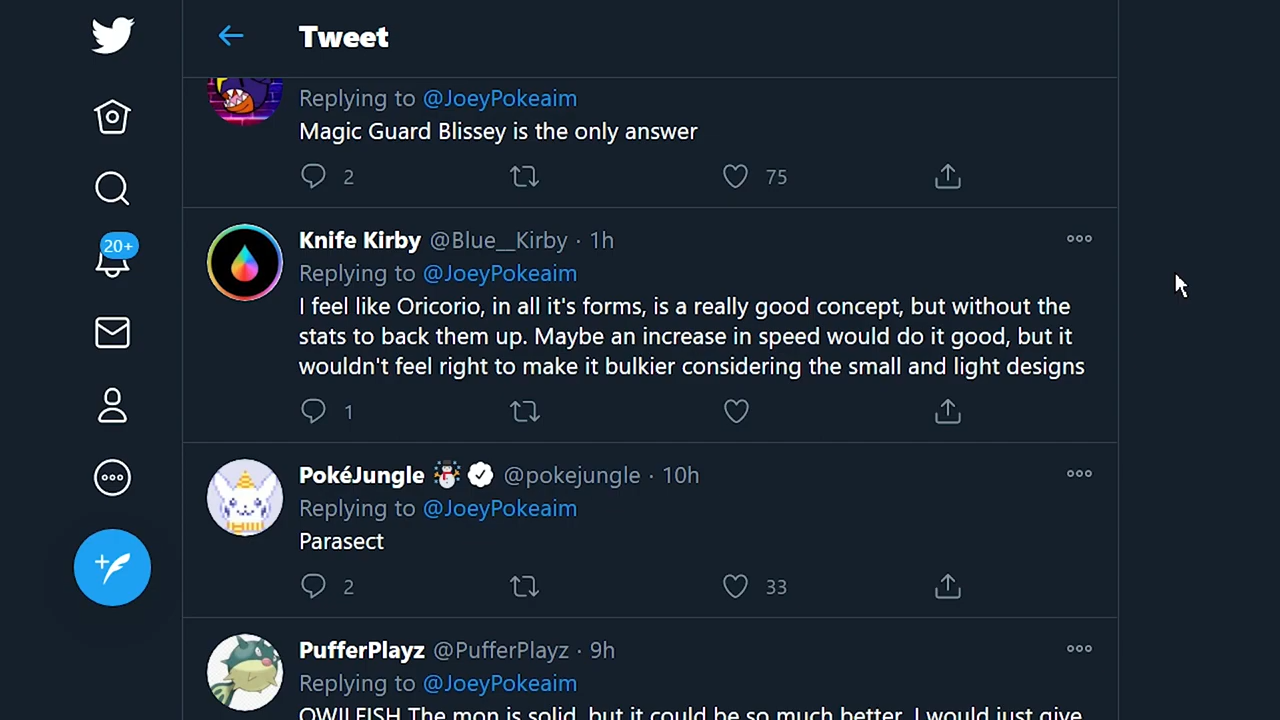 Tweet
Replying to @JoeyPokeaim
Magic Guard Blissey is the only answer
2 75
20+
Knife Kirby @Blue__Kirby · 1h
Replying to @JoeyPokeaim
I feel like Oricorio, in all it's forms, is a really good concept, but without the
stats to back them up. Maybe an increase in speed would do it good, but it
wouldn't feel right to make it bulkier considering the small and light designs
1
PokéJungle @pokejungle · 10h
Replying to @JoeyPokeaim
Parasect
2 33
PufferPlayz @PufferPlayz · 9h
Replying to @JoeyPokeaim
QWILFISH The mon is solid, but it could be so much better. I would just give